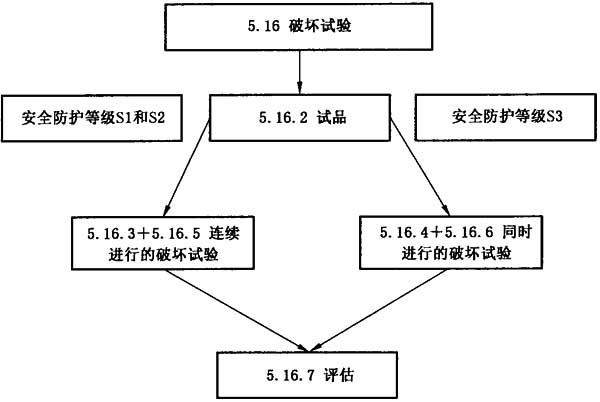 5.16 破坏试验
安全防护等级S1和S2
5.16.2 试品
安全防护等级S3
5.16.3+5.16.5 连续
进行的破坏试验
5.16.4+5.16.6 同时
进行的破坏试验
5.16.7 评估